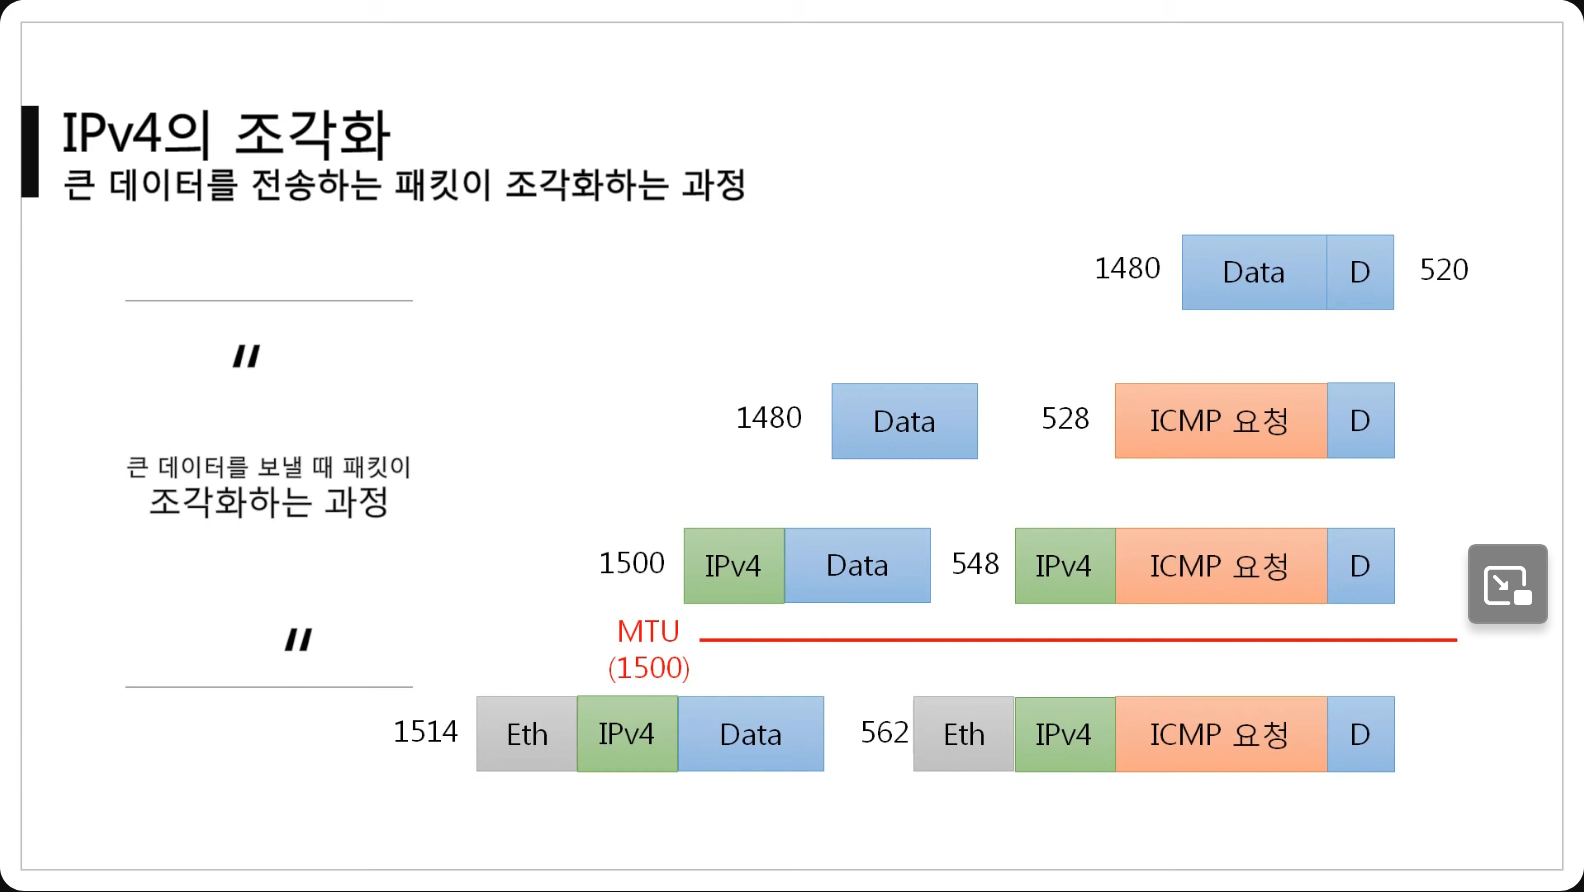 IPv4의 조각화
큰 데이터를 전송하는 패킷이 조각화하는 과정
1480 Data D 520
“
1480 Data 528 ICMP 요청 D
큰 데이터를 보낼 때 패킷이
조각화하는 과정
1500 IPv4 Data 548 IPv4 ICMP 요청 D
“
MTU
(1500)
1514 Eth IPv4 Data 562 Eth IPv4 ICMP 요청 D